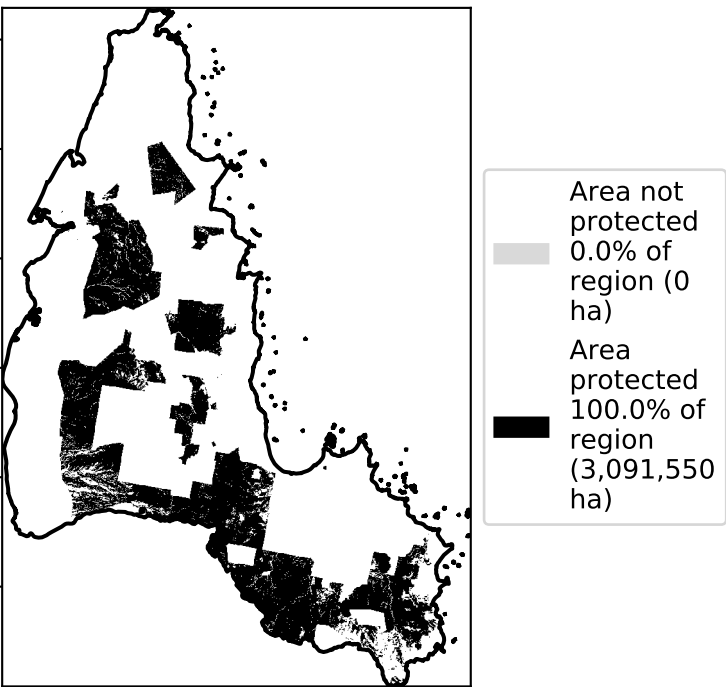 Area not
protected
0.0% of
region (0
ha)
Area
protected
100.0% of
region
(3,091,550
ha)